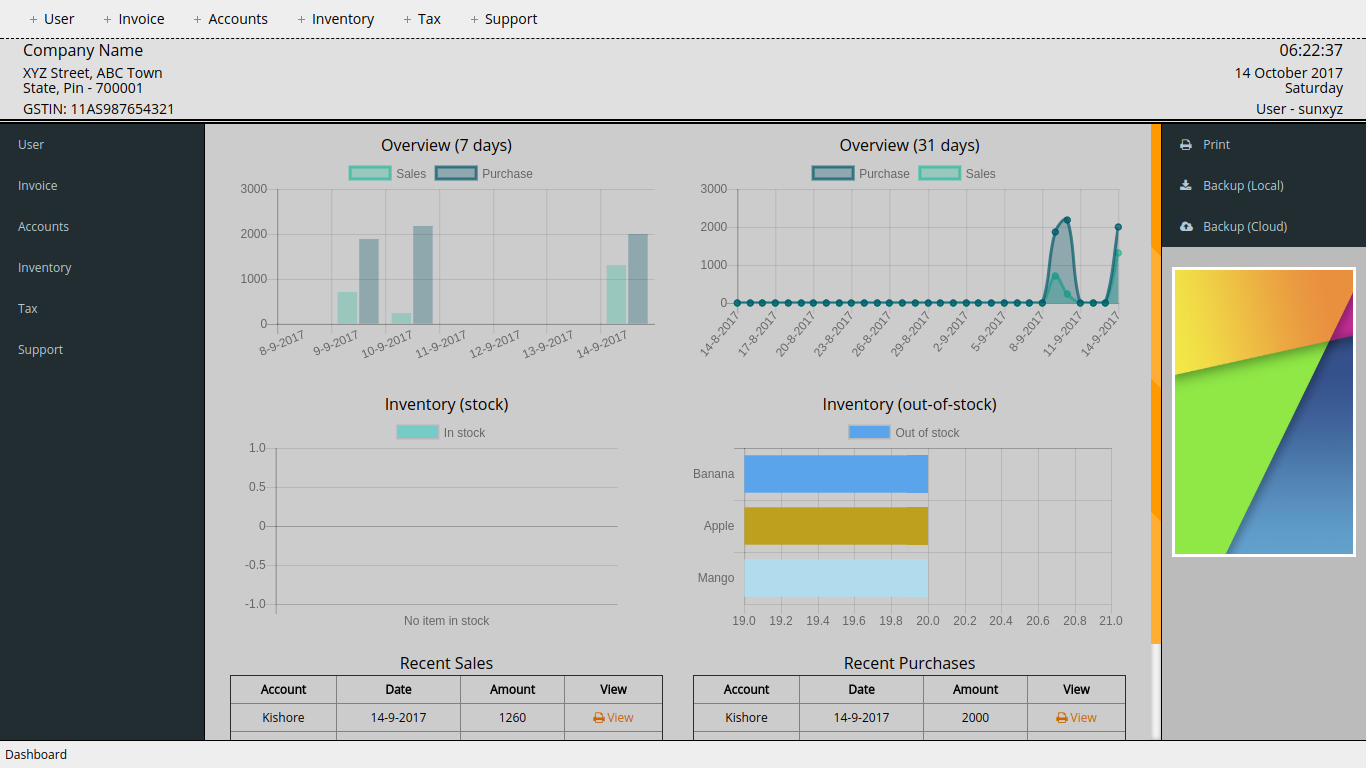 + User + Invoice + Accounts + Inventory + Tax + Support
Company Name
XYZ Street, ABC Town
State, Pin - 700001
GSTIN: 11AS987654321
06:22:37
14 October 2017
Saturday
User - sunxyz
User
Invoice
Accounts
Inventory
Tax
Support
Overview (7 days)
Sales Purchase
3000
2000
1000
0
8-9-2017 9-9-2017 10-9-2017 11-9-2017 12-9-2017 13-9-2017 14-9-2017
Overview (31 days)
Purchase Sales
3000
2000
1000
0
14-8-2017 17-8-2017 20-8-2017 23-8-2017 26-8-2017 29-8-2017 2-9-2017 5-9-2017 8-9-2017 11-9-2017 14-9-2017
Inventory (stock)
In stock
1.0
0.5
0
-0.5
-1.0
No item in stock
Inventory (out-of-stock)
Out of stock
Banana
Apple
Mango
19.0 19.2 19.4 19.6 19.8 20.0 20.2 20.4 20.6 20.8 21.0
Recent Sales
Account Date Amount View
Kishore 14-9-2017 1260 View
Recent Purchases
Account Date Amount View
Kishore 14-9-2017 2000 View
Print
Backup (Local)
Backup (Cloud)
Dashboard